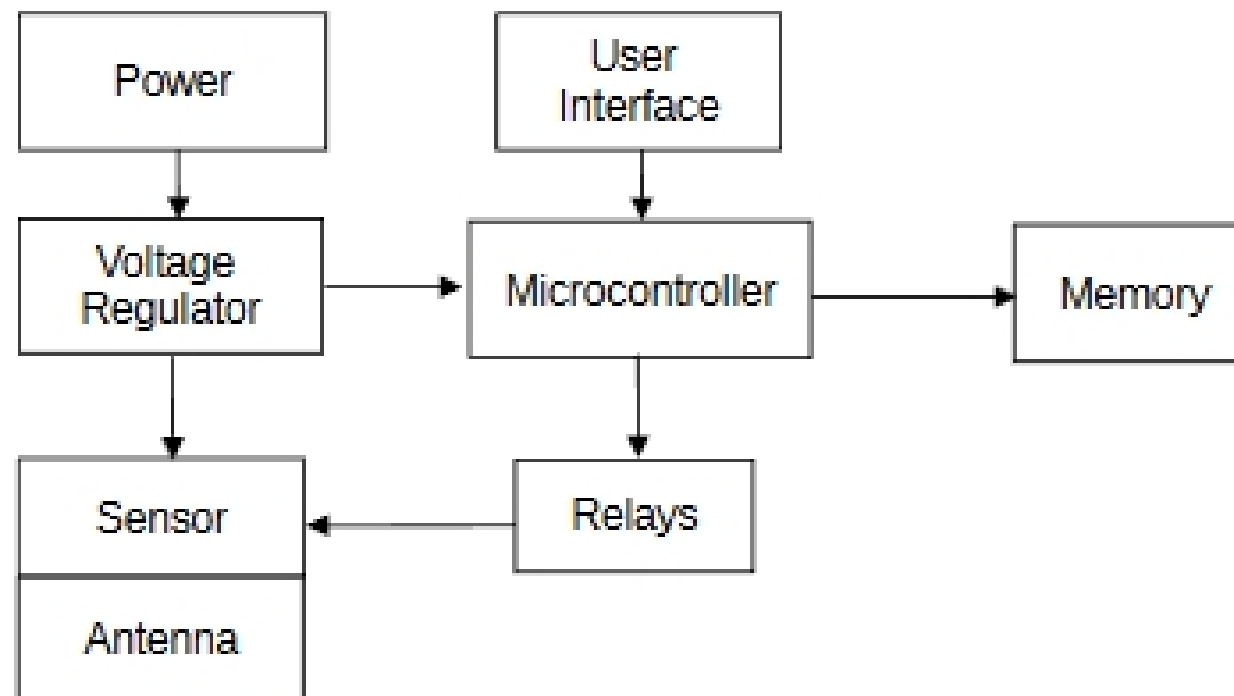 Power
User
Interface
Voltage
Regulator
Microcontroller
Memory
Sensor
Relays
Antenna